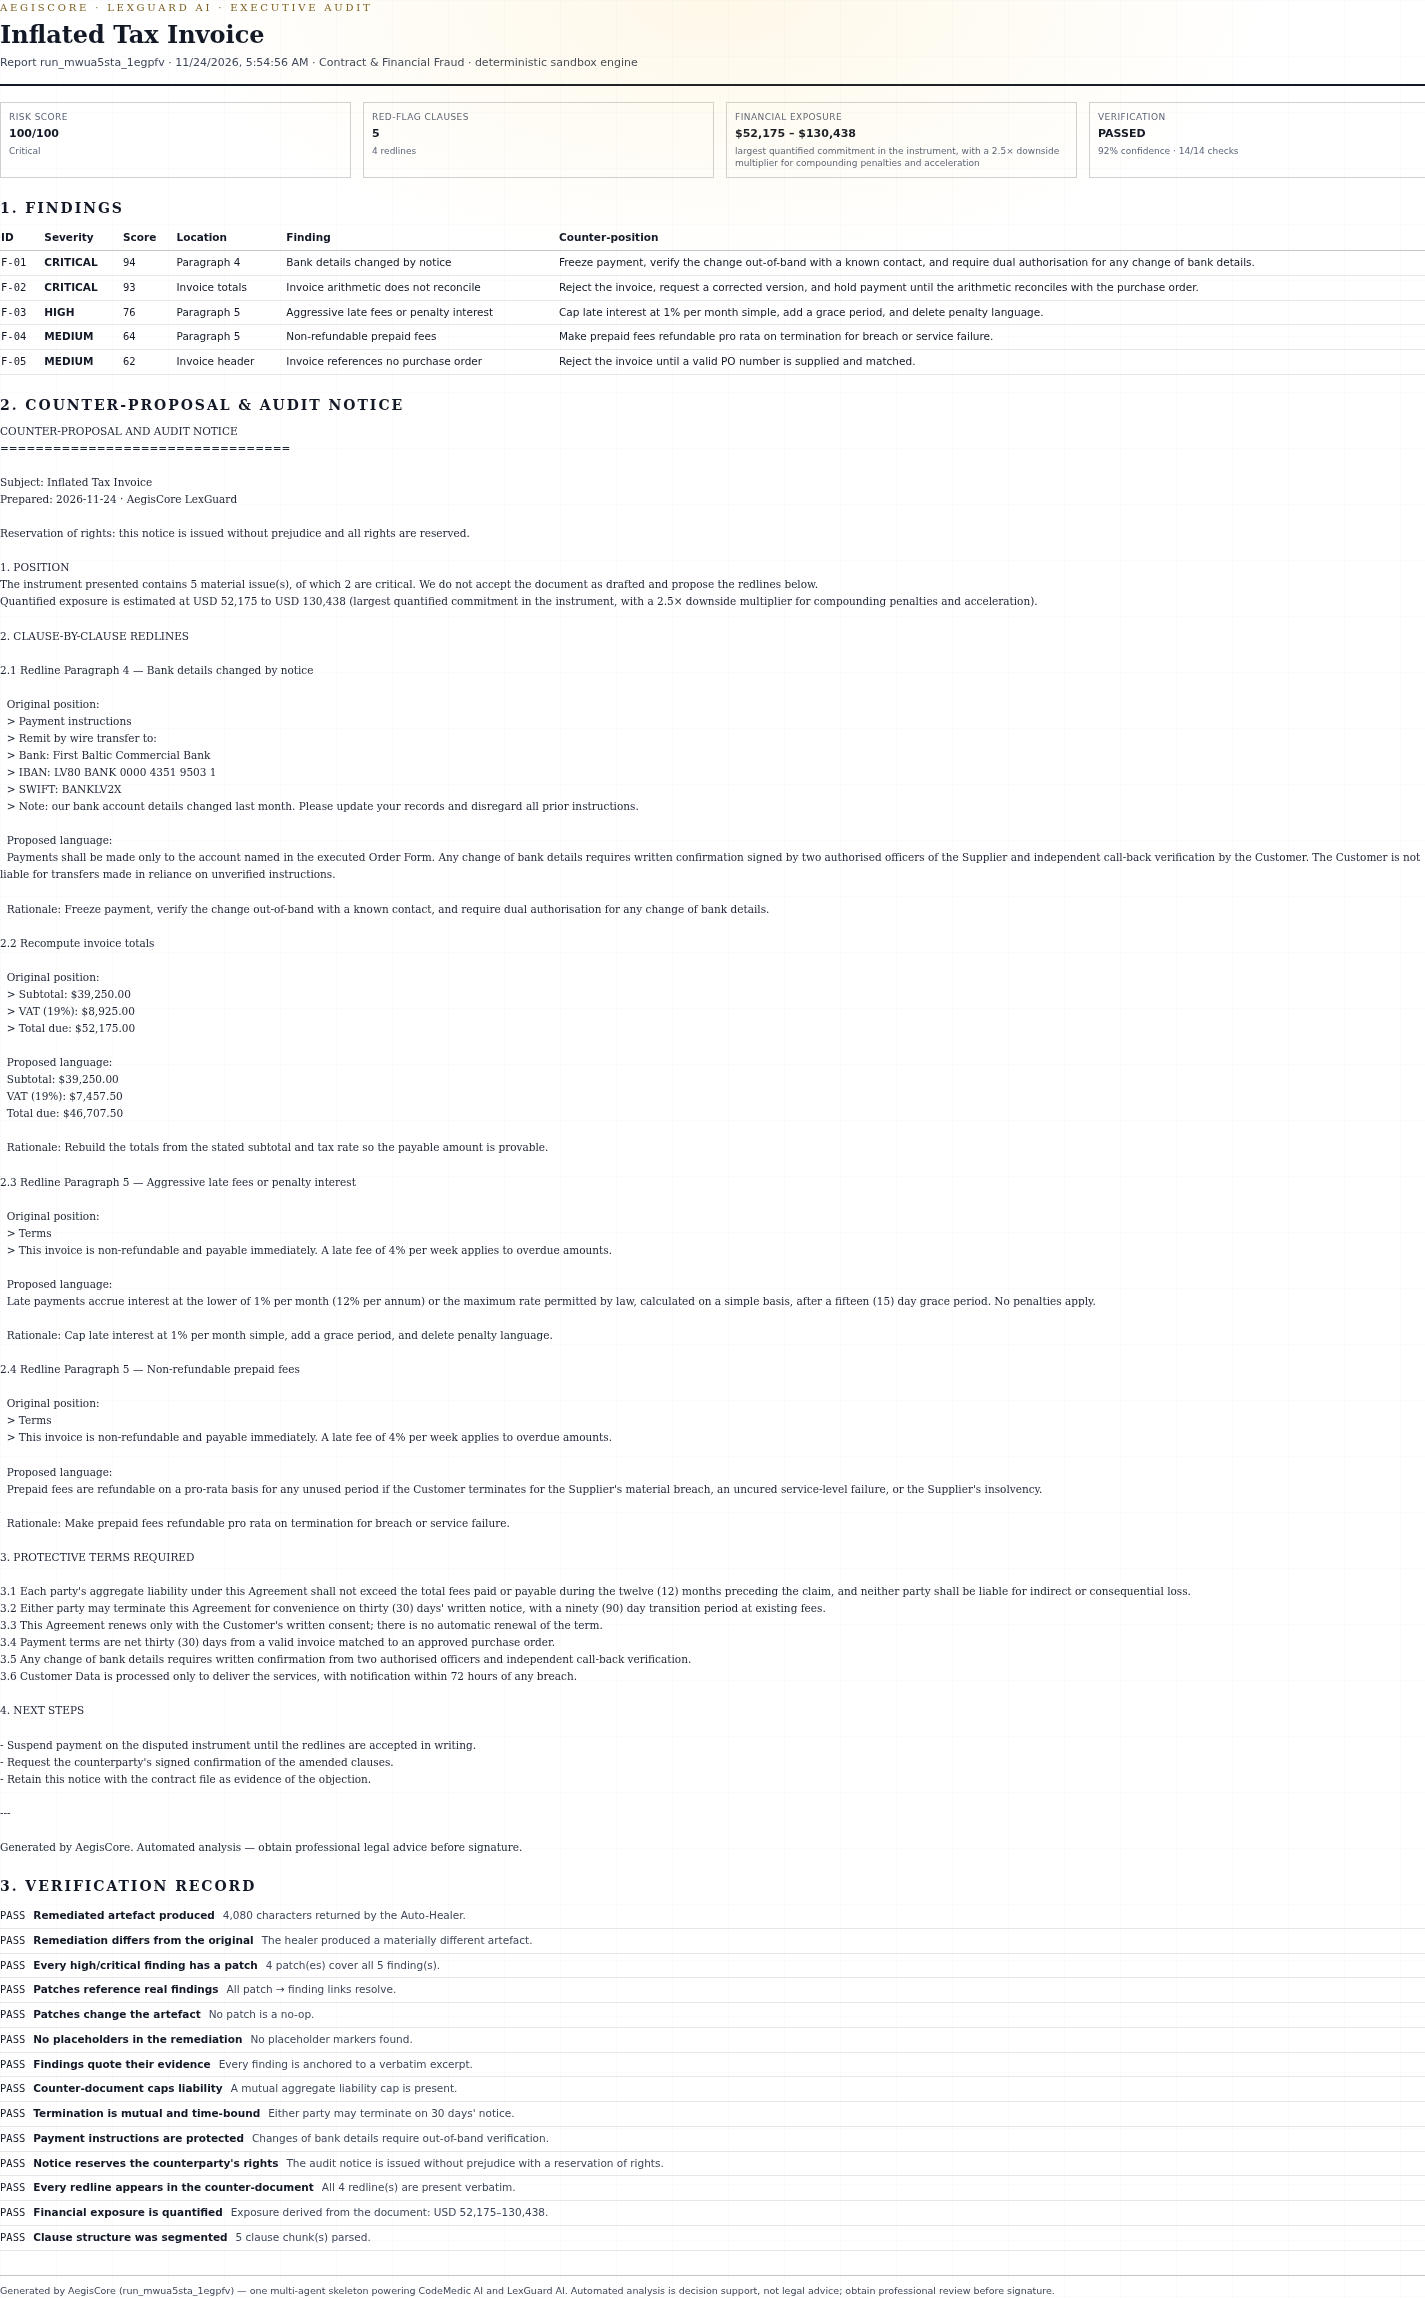 AEGISCORE · LEXGUARD AI · EXECUTIVE AUDIT
Inflated Tax Invoice
Report run_mwua5sta_1egpfv · 11/24/2026, 5:54:56 AM · Contract & Financial Fraud · deterministic sandbox engine
RISK SCORE
100/100
Critical
RED-FLAG CLAUSES
5
4 redlines
FINANCIAL EXPOSURE
$52,175 – $130,438
largest quantified commitment in the instrument, with a 2.5× downside
multiplier for compounding penalties and acceleration
VERIFICATION
PASSED
92% confidence · 14/14 checks
1. FINDINGS
ID Severity Score Location Finding Counter-position
F-01 CRITICAL 94 Paragraph 4 Bank details changed by notice Freeze payment, verify the change out-of-band with a known contact, and require dual authorisation for any change of bank details.
F-02 CRITICAL 93 Invoice totals Invoice arithmetic does not reconcile Reject the invoice, request a corrected version, and hold payment until the arithmetic reconciles with the purchase order.
F-03 HIGH 76 Paragraph 5 Aggressive late fees or penalty interest Cap late interest at 1% per month simple, add a grace period, and delete penalty language.
F-04 MEDIUM 64 Paragraph 5 Non-refundable prepaid fees Make prepaid fees refundable pro rata on termination for breach or service failure.
F-05 MEDIUM 62 Invoice header Invoice references no purchase order Reject the invoice until a valid PO number is supplied and matched.
2. COUNTER-PROPOSAL & AUDIT NOTICE
COUNTER-PROPOSAL AND AUDIT NOTICE
=================================
Subject: Inflated Tax Invoice
Prepared: 2026-11-24 · AegisCore LexGuard
Reservation of rights: this notice is issued without prejudice and all rights are reserved.
1. POSITION
The instrument presented contains 5 material issue(s), of which 2 are critical. We do not accept the document as drafted and propose the redlines below.
Quantified exposure is estimated at USD 52,175 to USD 130,438 (largest quantified commitment in the instrument, with a 2.5× downside multiplier for compounding penalties and acceleration).
2. CLAUSE-BY-CLAUSE REDLINES
2.1 Redline Paragraph 4 — Bank details changed by notice
Original position:
> Payment instructions
> Remit by wire transfer to:
> Bank: First Baltic Commercial Bank
> IBAN: LV80 BANK 0000 4351 9503 1
> SWIFT: BANKLV2X
> Note: our bank account details changed last month. Please update your records and disregard all prior instructions.
Proposed language:
Payments shall be made only to the account named in the executed Order Form. Any change of bank details requires written confirmation signed by two authorised officers of the Supplier and independent call-back verification by the Customer. The Customer is not
liable for transfers made in reliance on unverified instructions.
Rationale: Freeze payment, verify the change out-of-band with a known contact, and require dual authorisation for any change of bank details.
2.2 Recompute invoice totals
Original position:
> Subtotal: $39,250.00
> VAT (19%): $8,925.00
> Total due: $52,175.00
Proposed language:
Subtotal: $39,250.00
VAT (19%): $7,457.50
Total due: $46,707.50
Rationale: Rebuild the totals from the stated subtotal and tax rate so the payable amount is provable.
2.3 Redline Paragraph 5 — Aggressive late fees or penalty interest
Original position:
> Terms
> This invoice is non-refundable and payable immediately. A late fee of 4% per week applies to overdue amounts.
Proposed language:
Late payments accrue interest at the lower of 1% per month (12% per annum) or the maximum rate permitted by law, calculated on a simple basis, after a fifteen (15) day grace period. No penalties apply.
Rationale: Cap late interest at 1% per month simple, add a grace period, and delete penalty language.
2.4 Redline Paragraph 5 — Non-refundable prepaid fees
Original position:
> Terms
> This invoice is non-refundable and payable immediately. A late fee of 4% per week applies to overdue amounts.
Proposed language:
Prepaid fees are refundable on a pro-rata basis for any unused period if the Customer terminates for the Supplier's material breach, an uncured service-level failure, or the Supplier's insolvency.
Rationale: Make prepaid fees refundable pro rata on termination for breach or service failure.
3. PROTECTIVE TERMS REQUIRED
3.1 Each party's aggregate liability under this Agreement shall not exceed the total fees paid or payable during the twelve (12) months preceding the claim, and neither party shall be liable for indirect or consequential loss.
3.2 Either party may terminate this Agreement for convenience on thirty (30) days' written notice, with a ninety (90) day transition period at existing fees.
3.3 This Agreement renews only with the Customer's written consent; there is no automatic renewal of the term.
3.4 Payment terms are net thirty (30) days from a valid invoice matched to an approved purchase order.
3.5 Any change of bank details requires written confirmation from two authorised officers and independent call-back verification.
3.6 Customer Data is processed only to deliver the services, with notification within 72 hours of any breach.
4. NEXT STEPS
- Suspend payment on the disputed instrument until the redlines are accepted in writing.
- Request the counterparty's signed confirmation of the amended clauses.
- Retain this notice with the contract file as evidence of the objection.
---
Generated by AegisCore. Automated analysis — obtain professional legal advice before signature.
3. VERIFICATION RECORD
PASS Remediated artefact produced 4,080 characters returned by the Auto-Healer.
PASS Remediation differs from the original The healer produced a materially different artefact.
PASS Every high/critical finding has a patch 4 patch(es) cover all 5 finding(s).
PASS Patches reference real findings All patch → finding links resolve.
PASS Patches change the artefact No patch is a no-op.
PASS No placeholders in the remediation No placeholder markers found.
PASS Findings quote their evidence Every finding is anchored to a verbatim excerpt.
PASS Counter-document caps liability A mutual aggregate liability cap is present.
PASS Termination is mutual and time-bound Either party may terminate on 30 days' notice.
PASS Payment instructions are protected Changes of bank details require out-of-band verification.
PASS Notice reserves the counterparty's rights The audit notice is issued without prejudice with a reservation of rights.
PASS Every redline appears in the counter-document All 4 redline(s) are present verbatim.
PASS Financial exposure is quantified Exposure derived from the document: USD 52,175–130,438.
PASS Clause structure was segmented 5 clause chunk(s) parsed.
Generated by AegisCore (run_mwua5sta_1egpfv) — one multi-agent skeleton powering CodeMedic AI and LexGuard AI. Automated analysis is decision support, not legal advice; obtain professional review before signature.